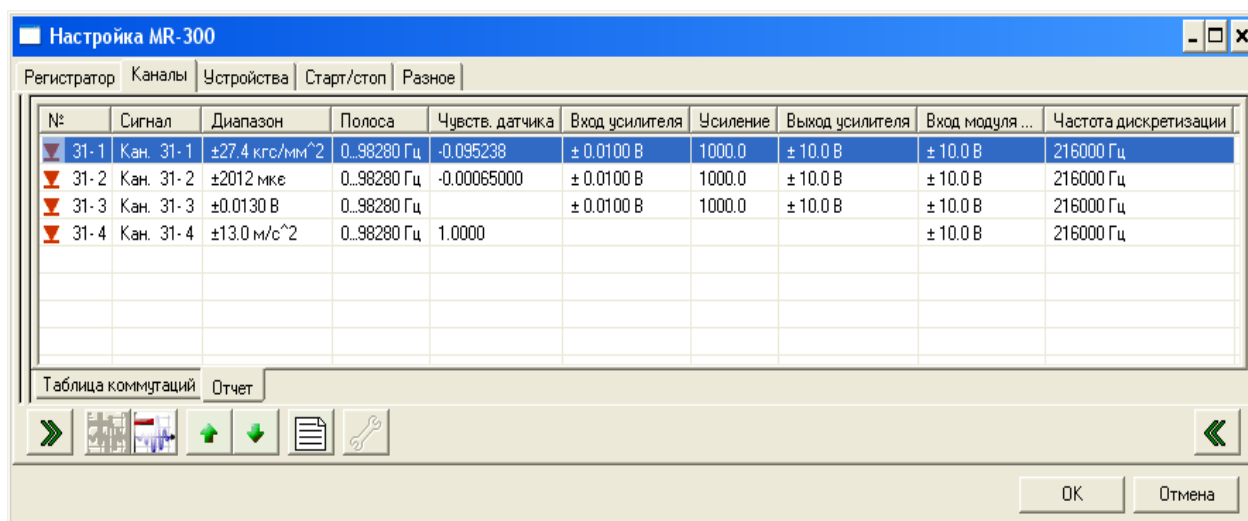 Настройка MR-300
Регистратор Каналы Устройства Старт/стоп Разное
№ Сигнал Диапазон Полоса Чувств. датчика Вход усилителя Усиление Выход усилителя Вход модуля ... Частота дискретизации
31- 1 Кан. 31- 1 ±27.4 кгс/мм^2 0...98280 Гц -0.095238 ± 0.0100 В 1000.0 ± 10.0 В ± 10.0 В 216000 Гц
31- 2 Кан. 31- 2 ±2012 мкε 0...98280 Гц -0.00065000 ± 0.0100 В 1000.0 ± 10.0 В ± 10.0 В 216000 Гц
31- 3 Кан. 31- 3 ±0.0130 В 0...98280 Гц ± 0.0100 В 1000.0 ± 10.0 В ± 10.0 В 216000 Гц
31- 4 Кан. 31- 4 ±13.0 м/с^2 0...98280 Гц 1.0000 ± 10.0 В 216000 Гц
Таблица коммутаций Отчет
OK Отмена